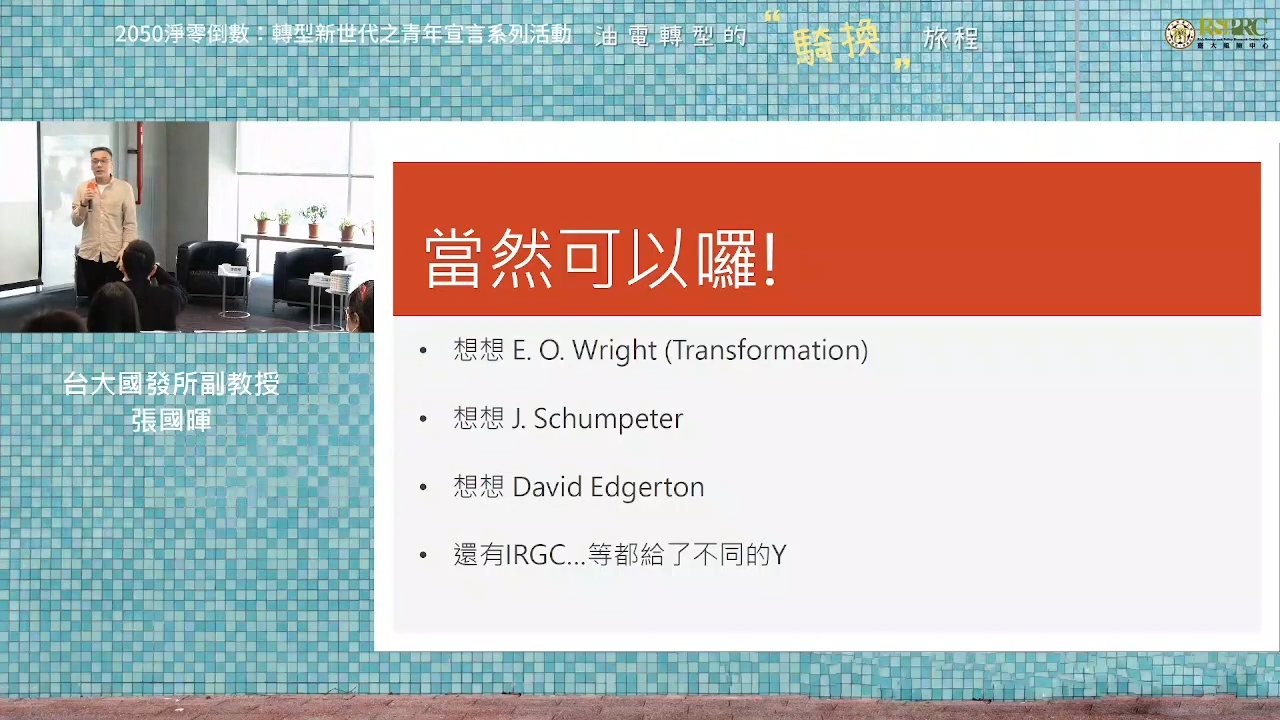 2050淨零倒數：轉型新世代之青年宣言系列活動
油電轉型的“騎換”旅程
RSPRC
臺大風險中心
當然可以囉!
• 想想 E. O. Wright (Transformation)
• 想想 J. Schumpeter
• 想想 David Edgerton
• 還有IRGC...等都給了不同的Y
台大國發所副教授
張國暉